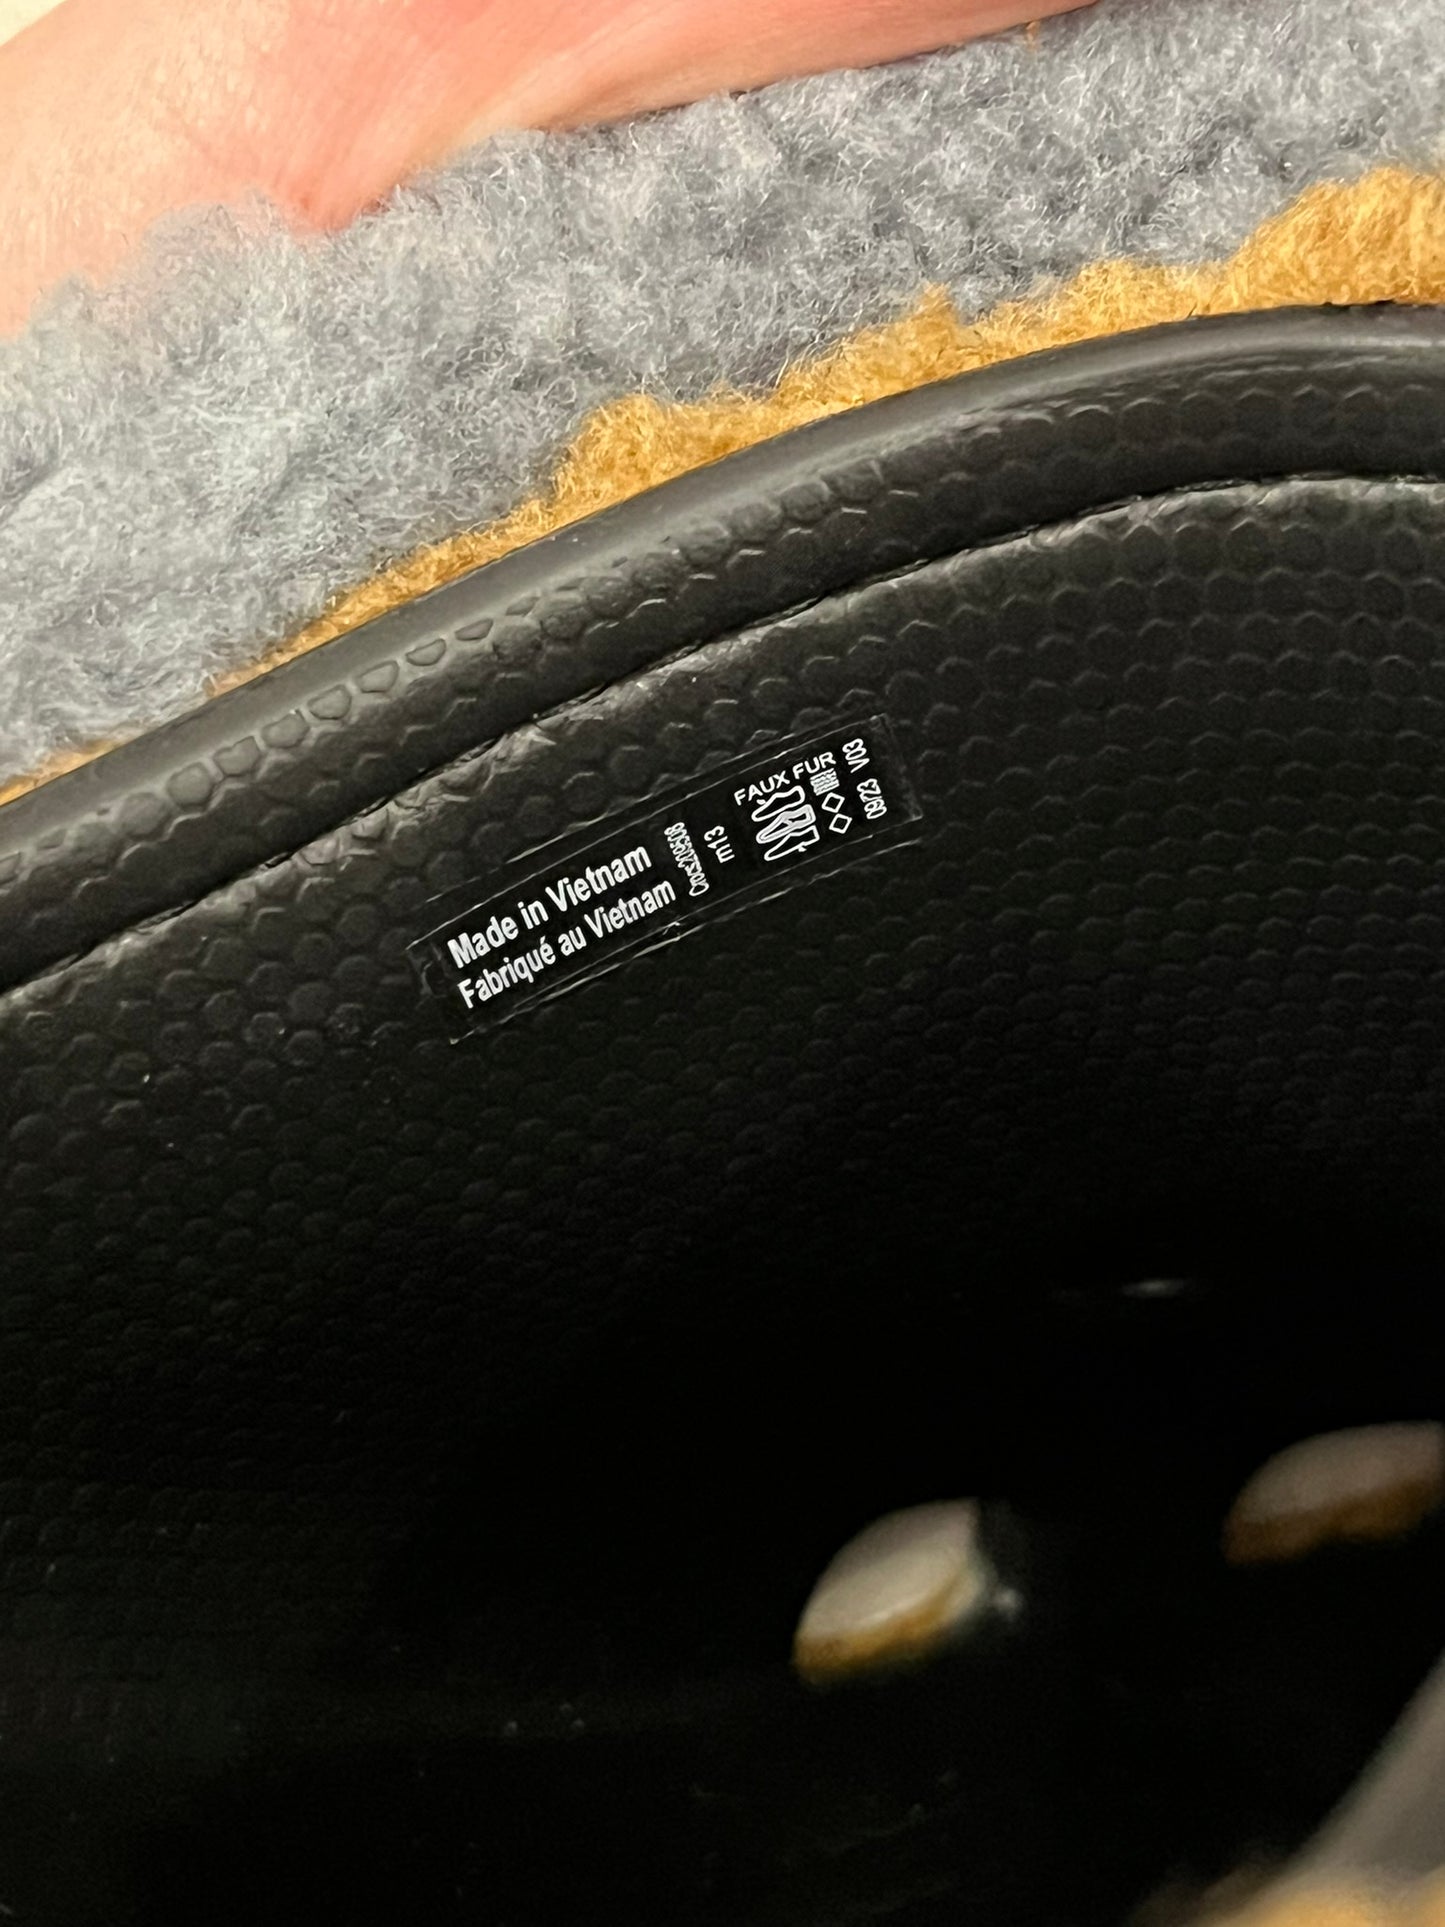 Made in Vietnam
Fabriqué au Vietnam
m13
FAUX FUR
09/23 V03